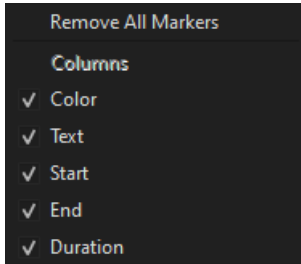 Remove All Markers
Columns
Color
Text
Start
End
Duration